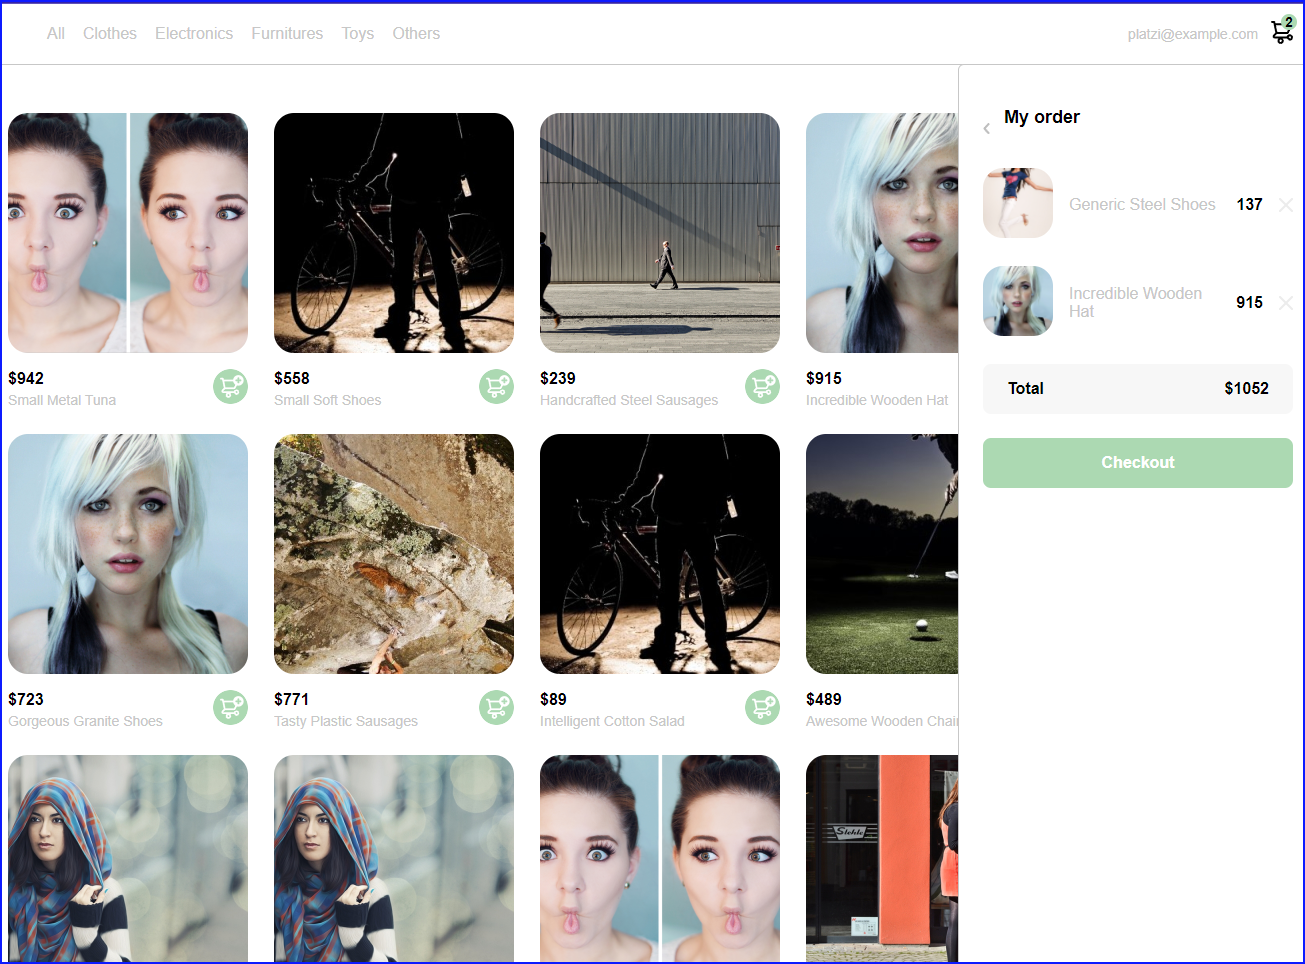 All Clothes Electronics Furnitures Toys Others
platzi@example.com 2
My order
Generic Steel Shoes 137
Incredible Wooden
Hat
915
Total $1052
Checkout
$942
Small Metal Tuna
$558
Small Soft Shoes
$239
Handcrafted Steel Sausages
$915
Incredible Wooden Hat
$723
Gorgeous Granite Shoes
$771
Tasty Plastic Sausages
$89
Intelligent Cotton Salad
$489
Awesome Wooden Chair
Stehle